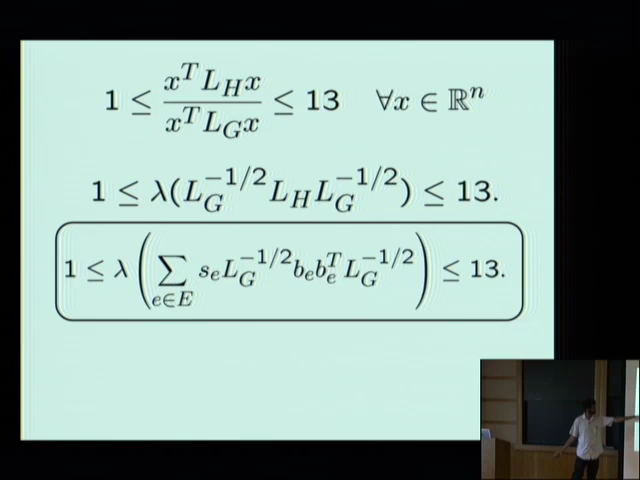 1 ≤ \frac{x^T L_H x}{x^T L_G x} ≤ 13 ∀x ∈ ℝ^n
1 ≤ λ(L_G^{-1/2} L_H L_G^{-1/2}) ≤ 13.
1 ≤ λ(∑_{e∈E} s_e L_G^{-1/2} b_e b_e^T L_G^{-1/2}) ≤ 13.